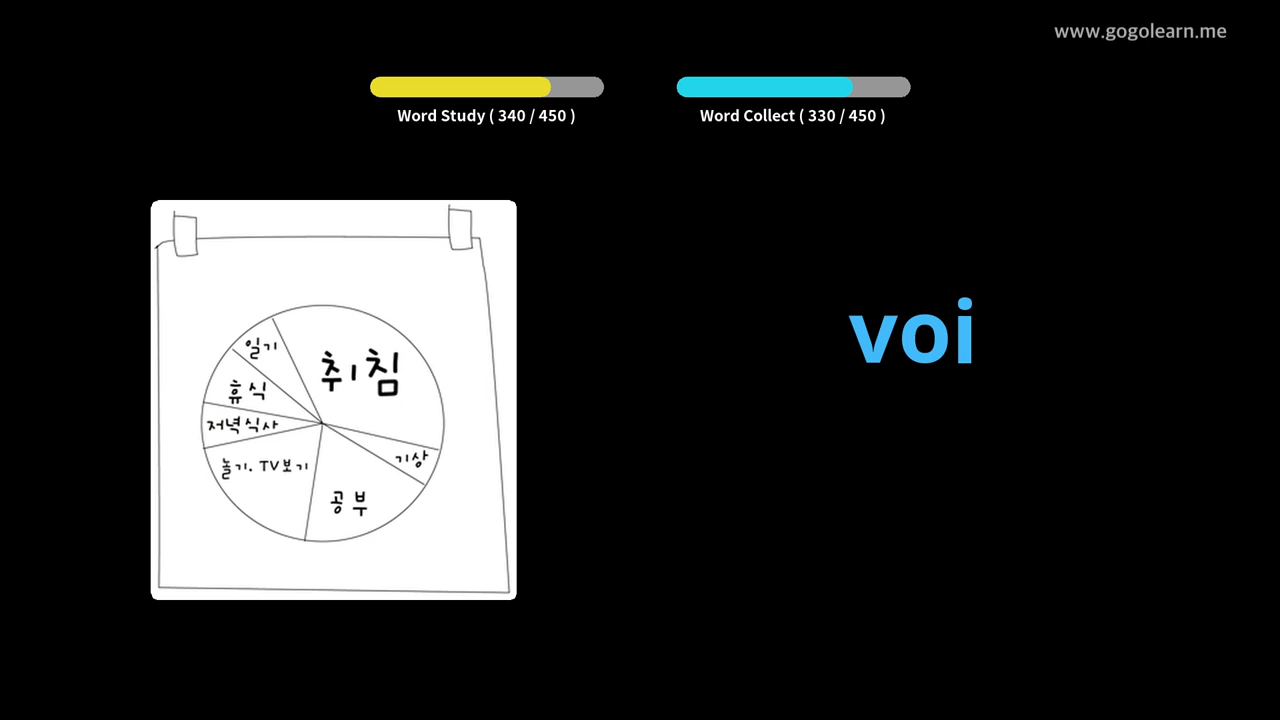 www.gogolearn.me
Word Study ( 340 / 450 )
Word Collect ( 330 / 450 )
voi
일기
취침
휴식
저녁식사
기상
놀기. TV보기
공부